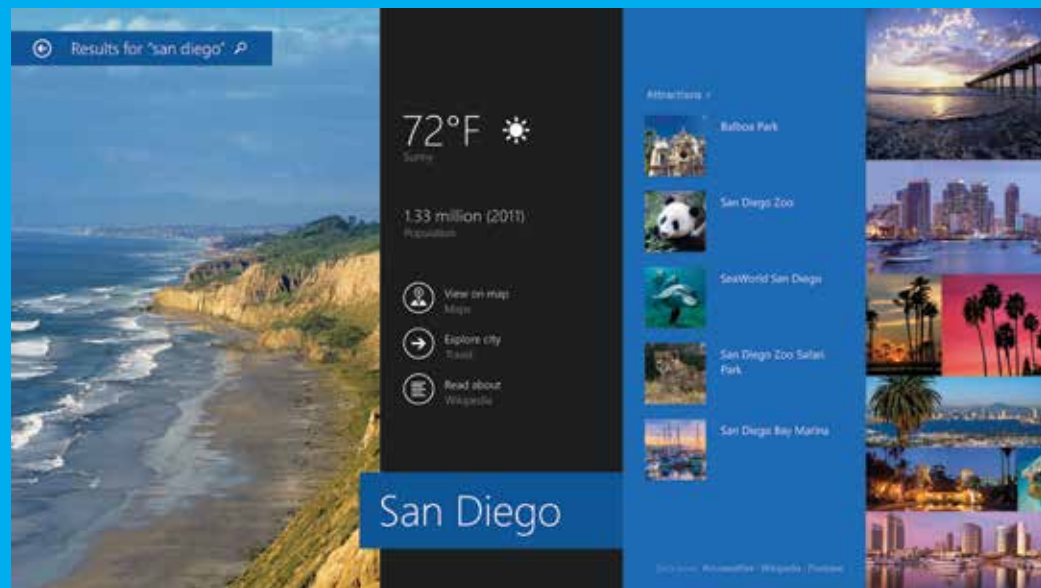 Results for "san diego"
72°F
Sunny
1.33 million (2011)
Population
View on map
Maps
Explore city
Travel
Read about
Wikipedia
San Diego
Attractions
Balboa Park
San Diego Zoo
SeaWorld San Diego
San Diego Zoo Safari
Park
San Diego Bay Marina
Wikipedia